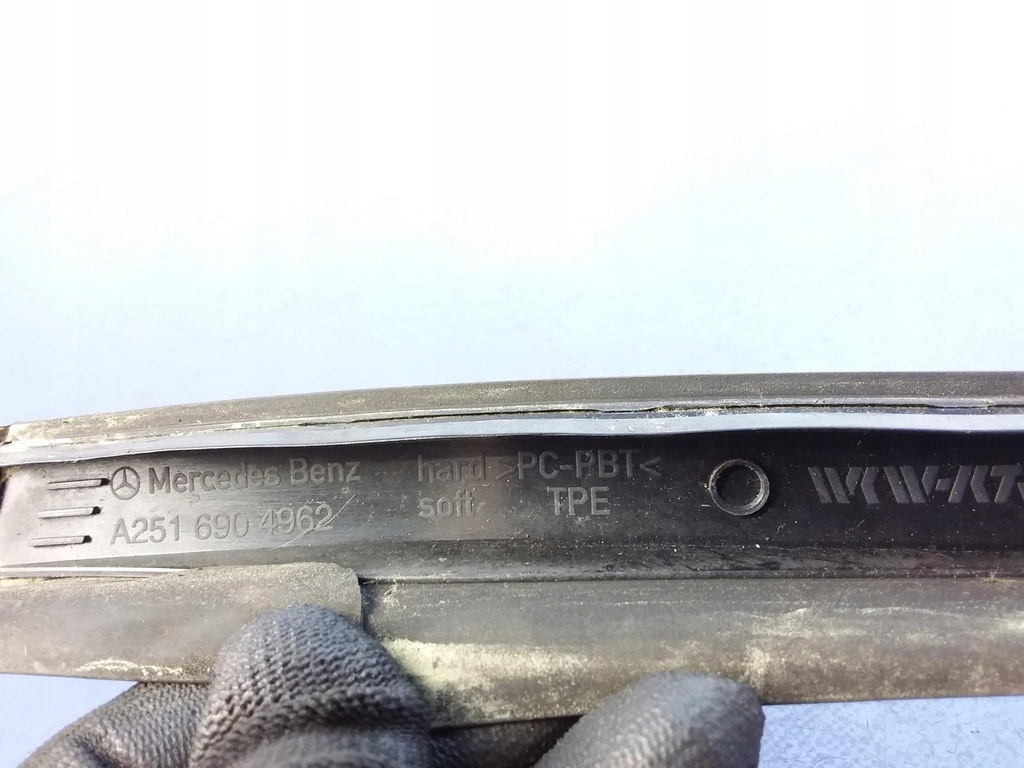 Mercedes Benz
A251 690 4962
hard >PC-PBT<
soft TPE